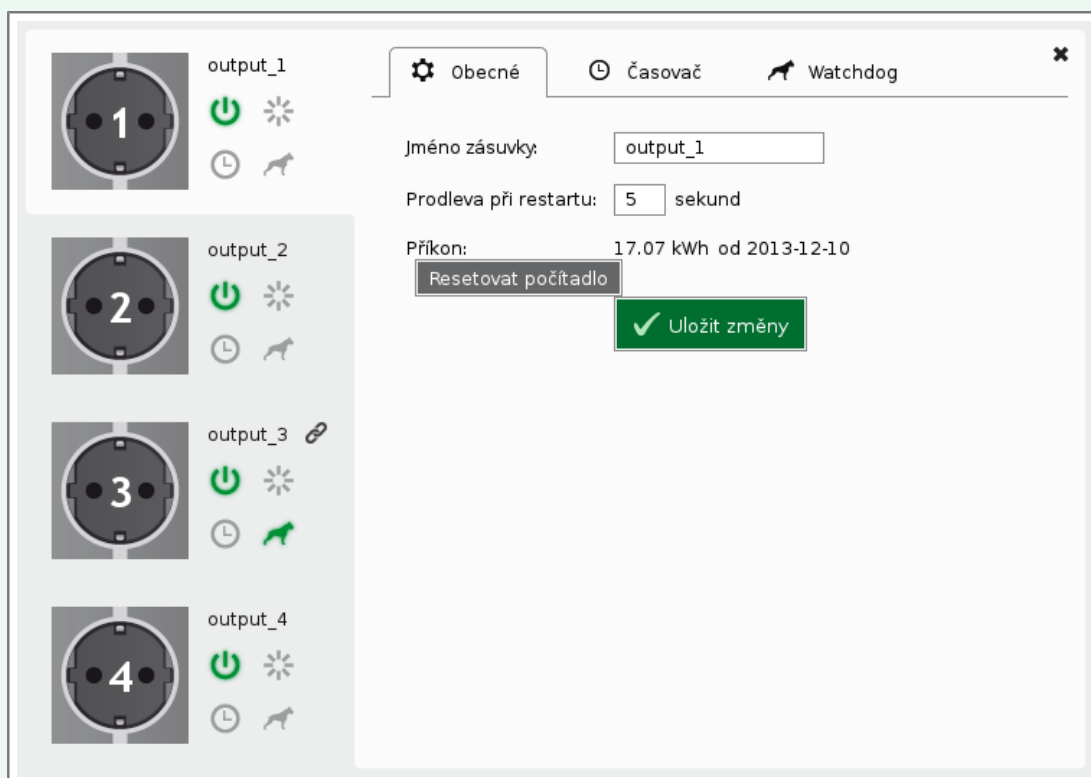 output_1
1
output_2
2
output_3
3
output_4
4
Obecné
Časovač
Watchdog
Jméno zásuvky:
output_1
Prodleva při restartu:
5 sekund
Příkon:
17.07 kWh od 2013-12-10
Resetovat počítadlo
Uložit změny